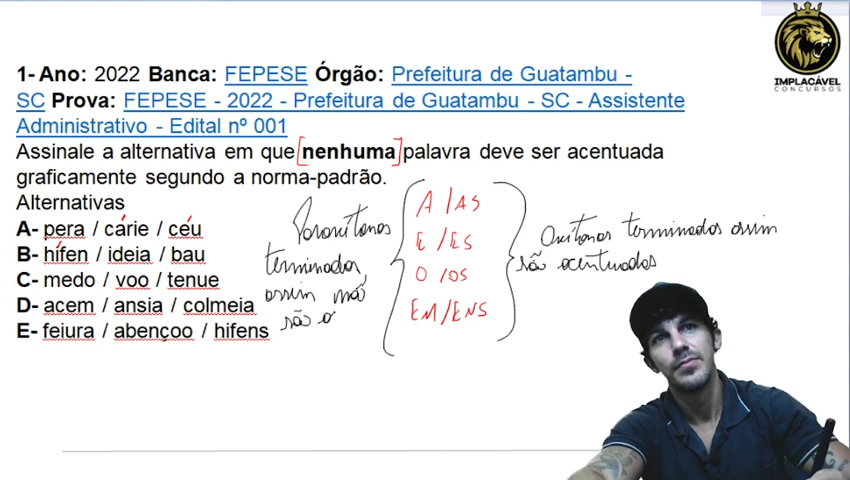 IMPLACÁVEL
CONCURSOS
1- Ano: 2022 Banca: FEPESE Órgão: Prefeitura de Guatambu -
SC Prova: FEPESE - 2022 - Prefeitura de Guatambu - SC - Assistente
Administrativo - Edital nº 001
Assinale a alternativa em que [nenhuma] palavra deve ser acentuada
graficamente segundo a norma-padrão.
Alternativas
A- pera / cárie / céu
B- hífen / ideia / bau
C- medo / voo / tenue
D- acem / ansia / colmeia
E- feiura / abençoo / hifens
Paroxítonas
terminadas
assim não
são a
A / AS
E / ES
O / OS
EM / ENS
Oxítonas terminadas assim
são acentuadas